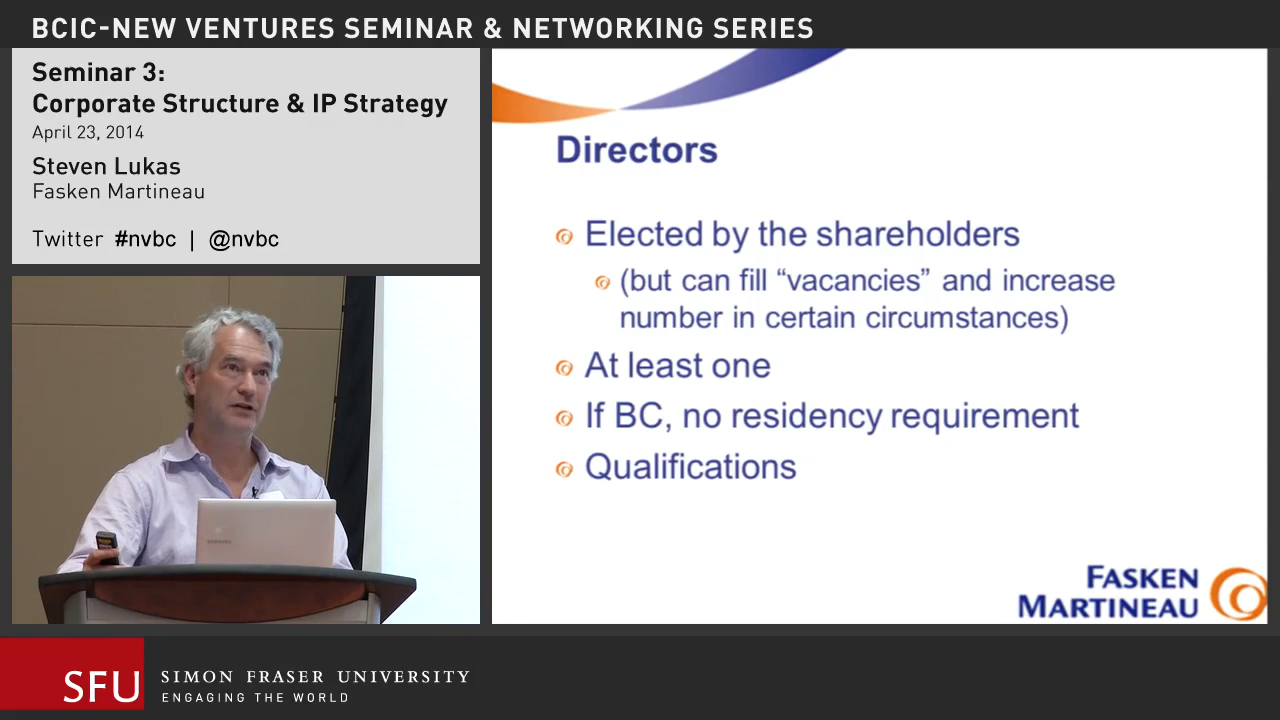 BCIC-NEW VENTURES SEMINAR & NETWORKING SERIES
Seminar 3:
Corporate Structure & IP Strategy
April 23, 2014
Steven Lukas
Fasken Martineau
Twitter #nvbc | @nvbc
Directors
Elected by the shareholders
(but can fill “vacancies” and increase
number in certain circumstances)
At least one
If BC, no residency requirement
Qualifications
FASKEN
MARTINEAU
SFU
SIMON FRASER UNIVERSITY
ENGAGING THE WORLD